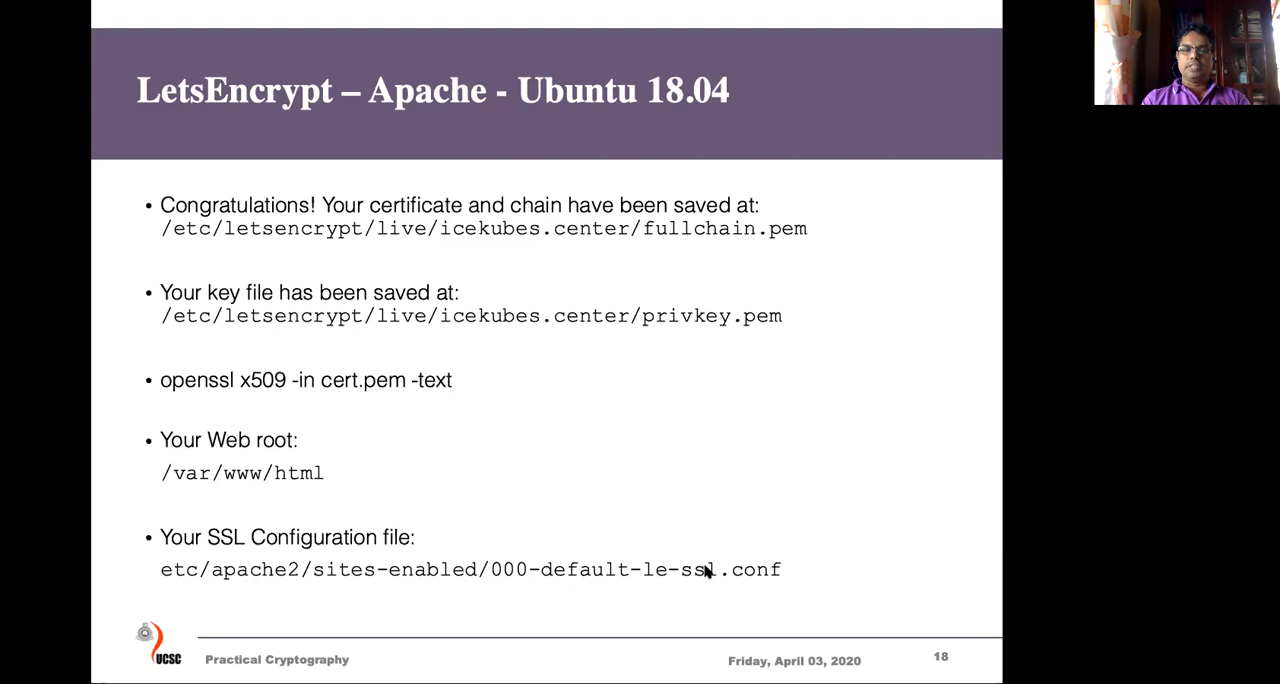 LetsEncrypt – Apache - Ubuntu 18.04
• Congratulations! Your certificate and chain have been saved at:
/etc/letsencrypt/live/icekubes.center/fullchain.pem
• Your key file has been saved at:
/etc/letsencrypt/live/icekubes.center/privkey.pem
• openssl x509 -in cert.pem -text
• Your Web root:
/var/www/html
• Your SSL Configuration file:
etc/apache2/sites-enabled/000-default-le-ssl.conf
UCSC
Practical Cryptography
Friday, April 03, 2020
18